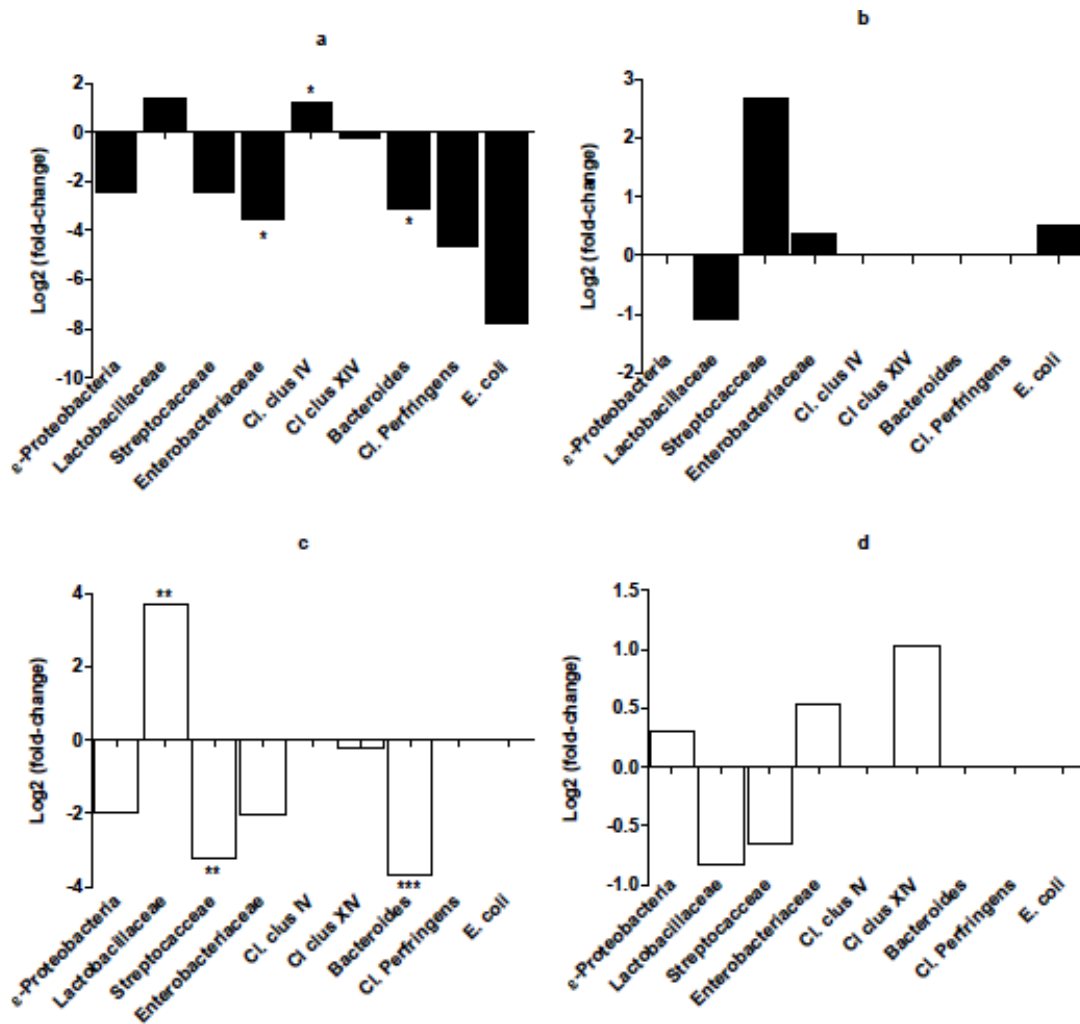 a
Log2 (fold-change)
2
0
-2
-4
-6
-8
-10
*
*
*
ε-Proteobacteria
Lactobacillaceae
Streptocacceae
Enterobacteriaceae
Cl. clus IV
Cl clus XIV
Bacteroides
Cl. Perfringens
E. coli
b
Log2 (fold-change)
3
2
1
0
-1
-2
ε-Proteobacteria
Lactobacillaceae
Streptocacceae
Enterobacteriaceae
Cl. clus IV
Cl clus XIV
Bacteroides
Cl. Perfringens
E. coli
c
Log2 (fold-change)
4
2
0
-2
-4
**
**
***
ε-Proteobacteria
Lactobacillaceae
Streptocacceae
Enterobacteriaceae
Cl. clus IV
Cl clus XIV
Bacteroides
Cl. Perfringens
E. coli
d
Log2 (fold-change)
1.5
1.0
0.5
0.0
-0.5
-1.0
ε-Proteobacteria
Lactobacillaceae
Streptocacceae
Enterobacteriaceae
Cl. clus IV
Cl clus XIV
Bacteroides
Cl. Perfringens
E. coli